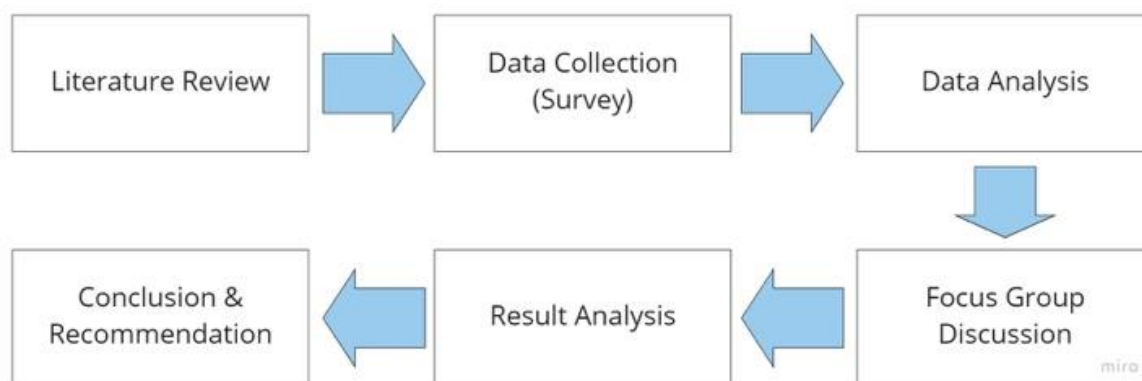 Literature Review
Data Collection
(Survey)
Data Analysis
Focus Group
Discussion
Result Analysis
Conclusion &
Recommendation
miro